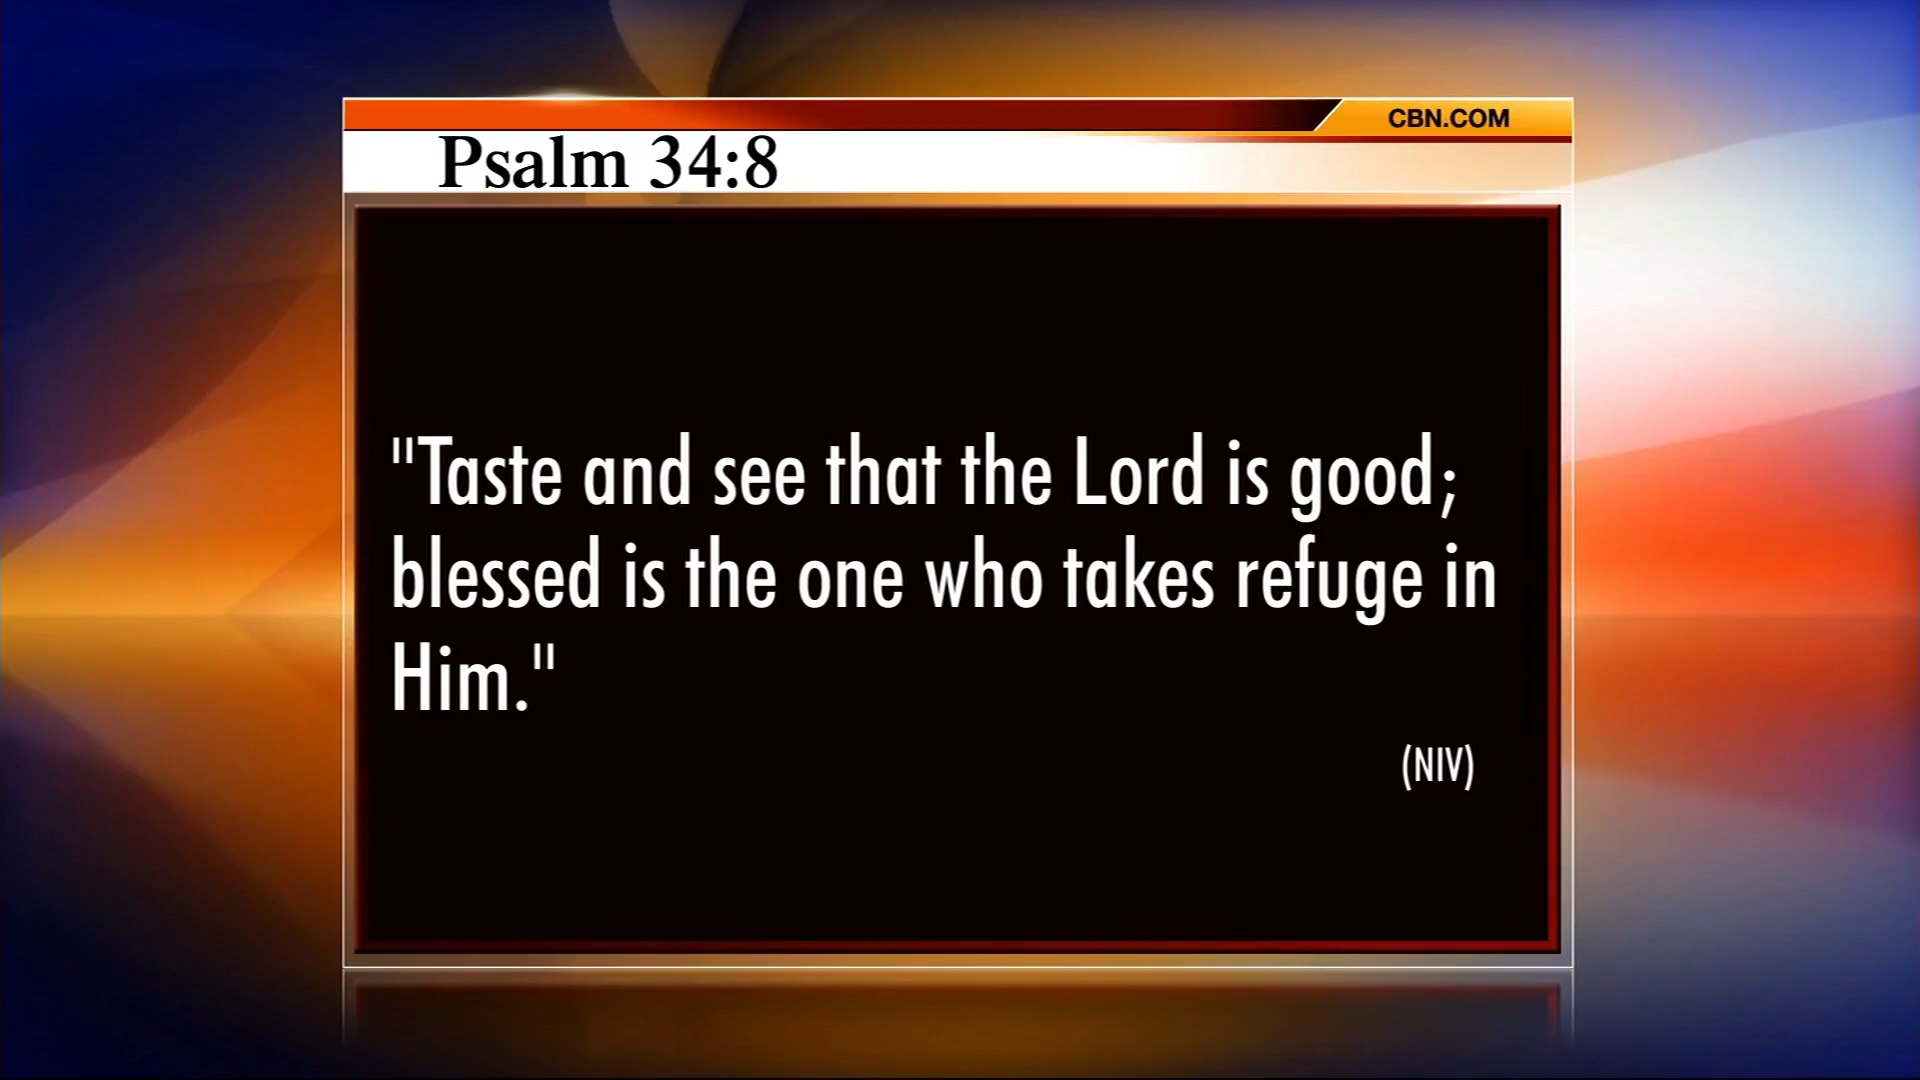 CBN.COM
Psalm 34:8
"Taste and see that the Lord is good;
blessed is the one who takes refuge in
Him."
(NIV)